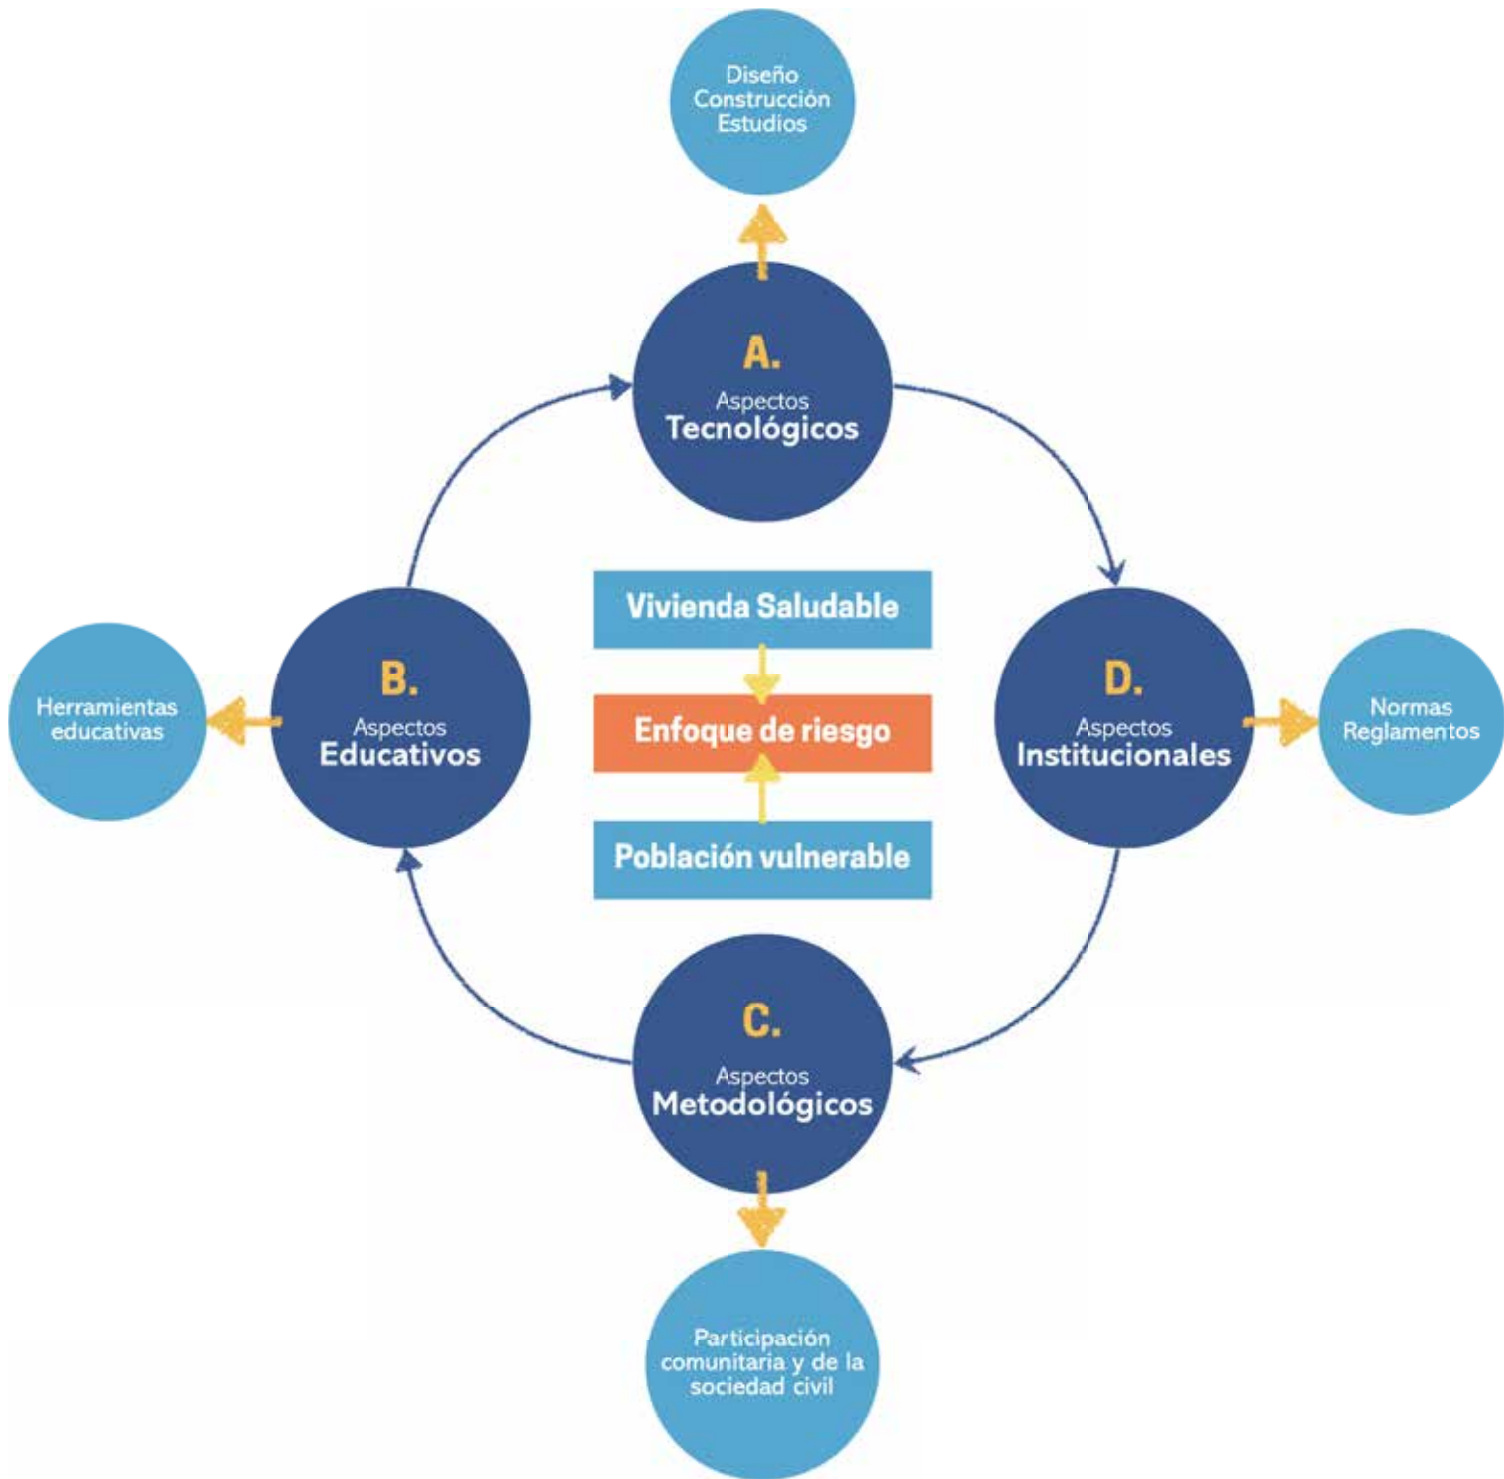 Diseño
Construcción
Estudios
A.
Aspectos
Tecnológicos
Vivienda Saludable
Enfoque de riesgo
Población vulnerable
B.
Aspectos
Educativos
Herramientas
educativas
D.
Aspectos
Institucionales
Normas
Reglamentos
C.
Aspectos
Metodológicos
Participación
comunitaria y de la
sociedad civil